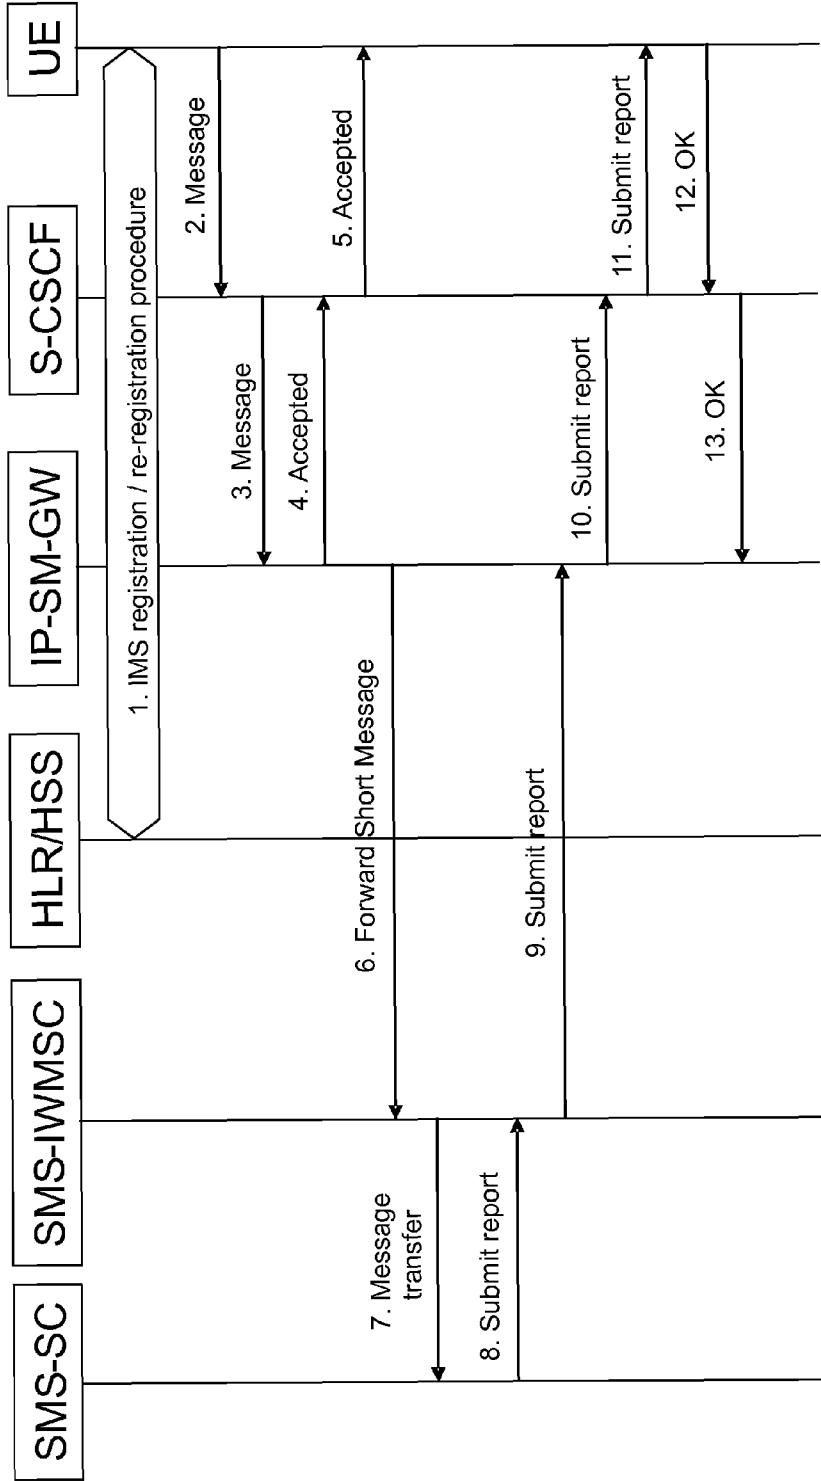 SMS-SC
SMS-IWMSC
HLR/HSS
IP-SM-GW
S-CSCF
UE
1. IMS registration / re-registration procedure
2. Message
3. Message
4. Accepted
5. Accepted
6. Forward Short Message
7. Message
transfer
8. Submit report
9. Submit report
10. Submit report
11. Submit report
12. OK
13. OK